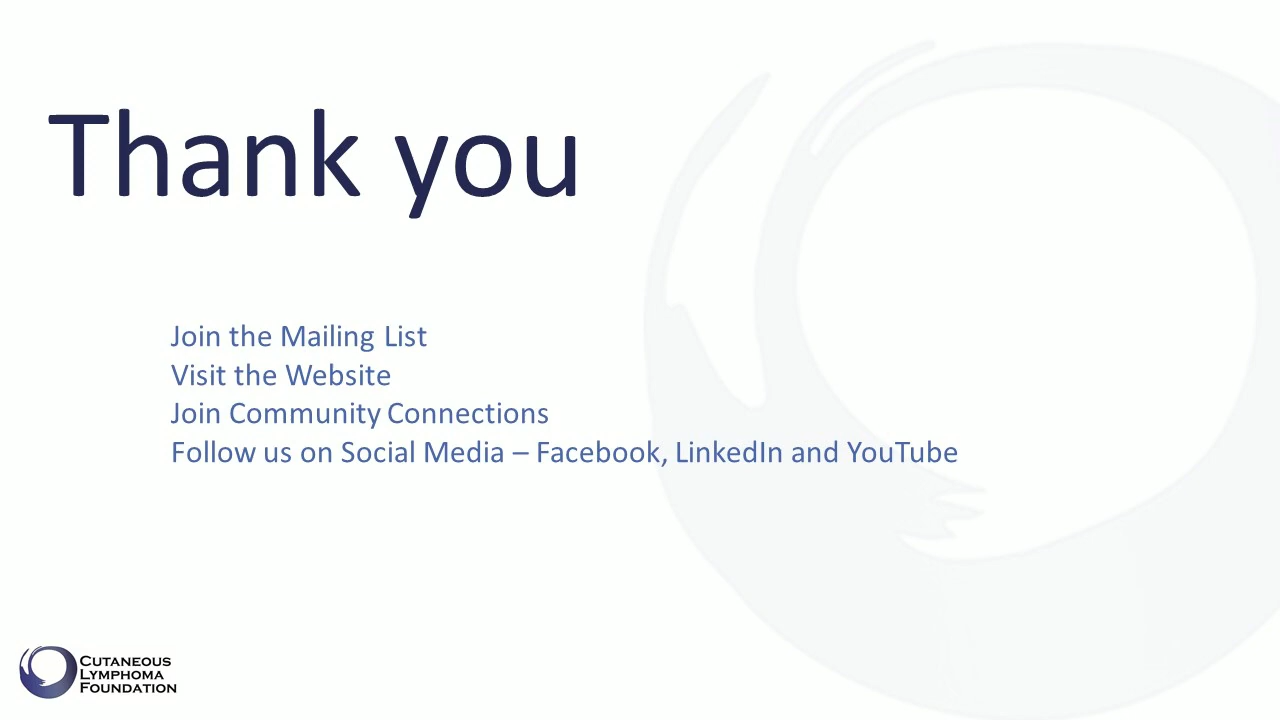 Thank you
Join the Mailing List
Visit the Website
Join Community Connections
Follow us on Social Media – Facebook, LinkedIn and YouTube
Cutaneous
Lymphoma
Foundation